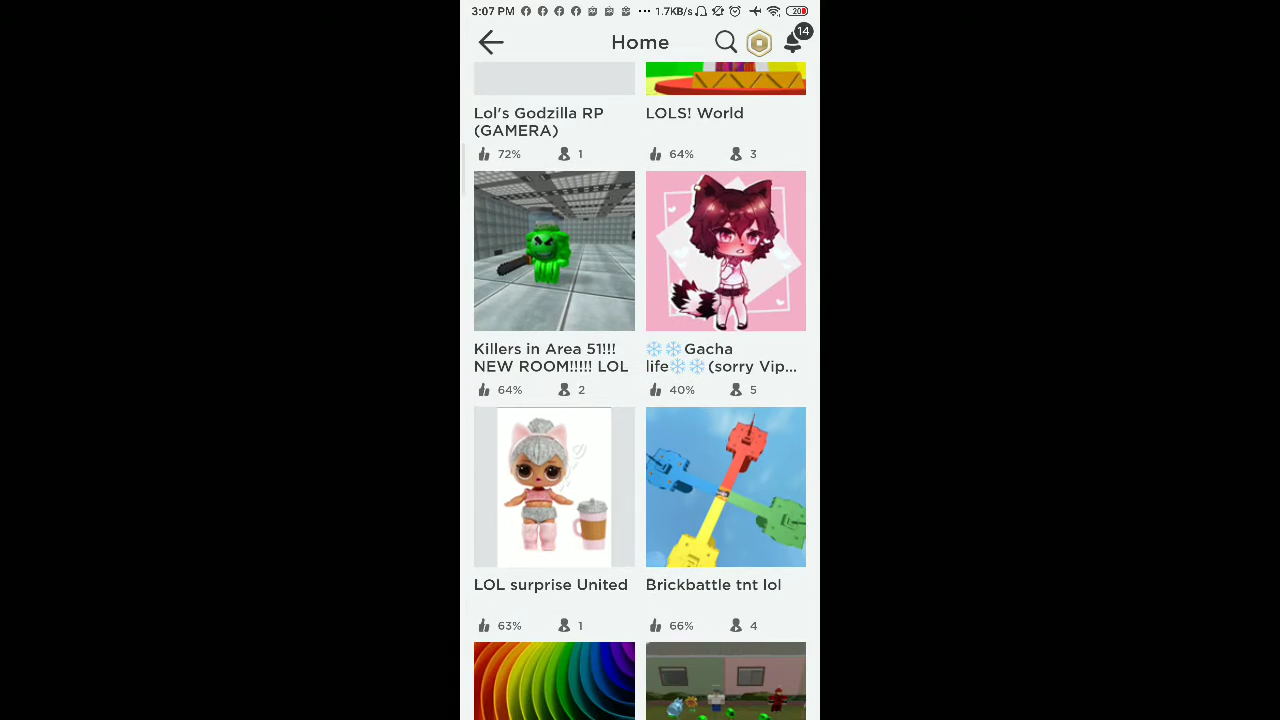 3:07 PM ... 1.7KB/s 20
Home 14
Lol's Godzilla RP
(GAMERA)
LOLS! World
72% 1
64% 3
Killers in Area 51!!!
NEW ROOM!!!!! LOL
❄️❄️Gacha
life❄️❄️(sorry Vip...
64% 2
40% 5
LOL surprise United
Brickbattle tnt lol
63% 1
66% 4